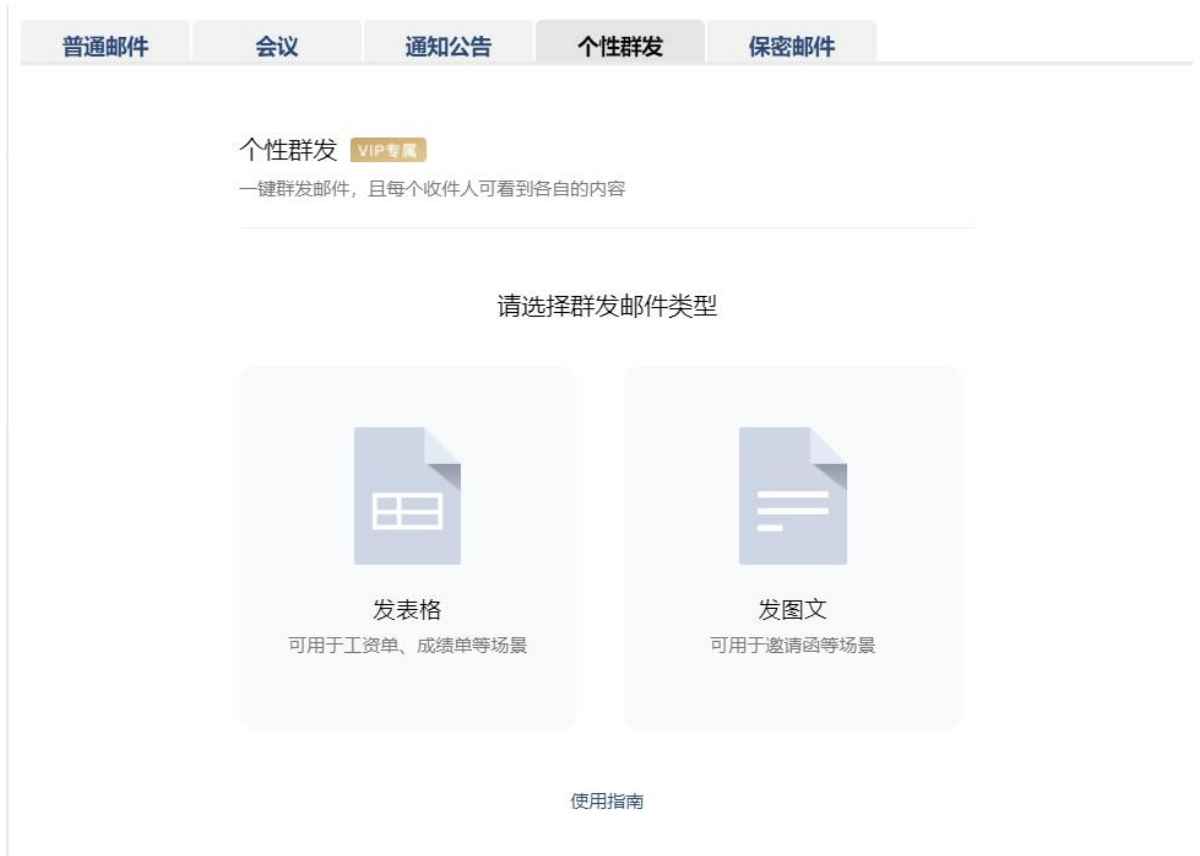 普通邮件 会议 通知公告 个性群发 保密邮件
个性群发 VIP专属
一键群发邮件，且每个收件人可看到各自的内容
请选择群发邮件类型
发表格 发图文
可用于工资单、成绩单等场景 可用于邀请函等场景
使用指南